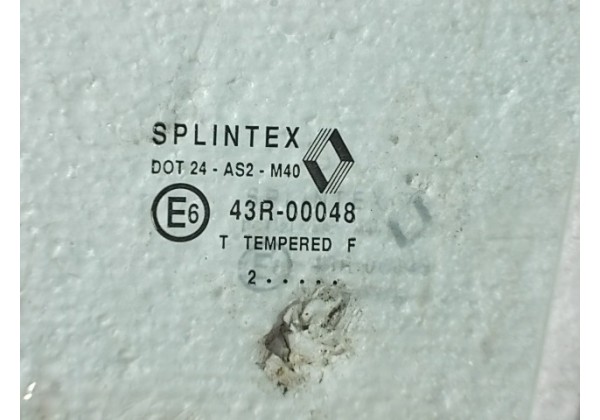 SPLINTEX
DOT 24 - AS2 - M40
E6 43R-00048
T TEMPERED F
2.....